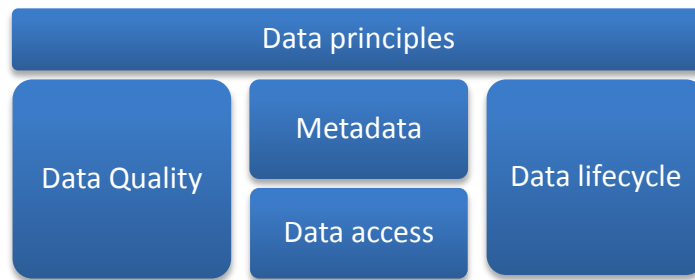 Data principles
Data Quality
Metadata
Data access
Data lifecycle